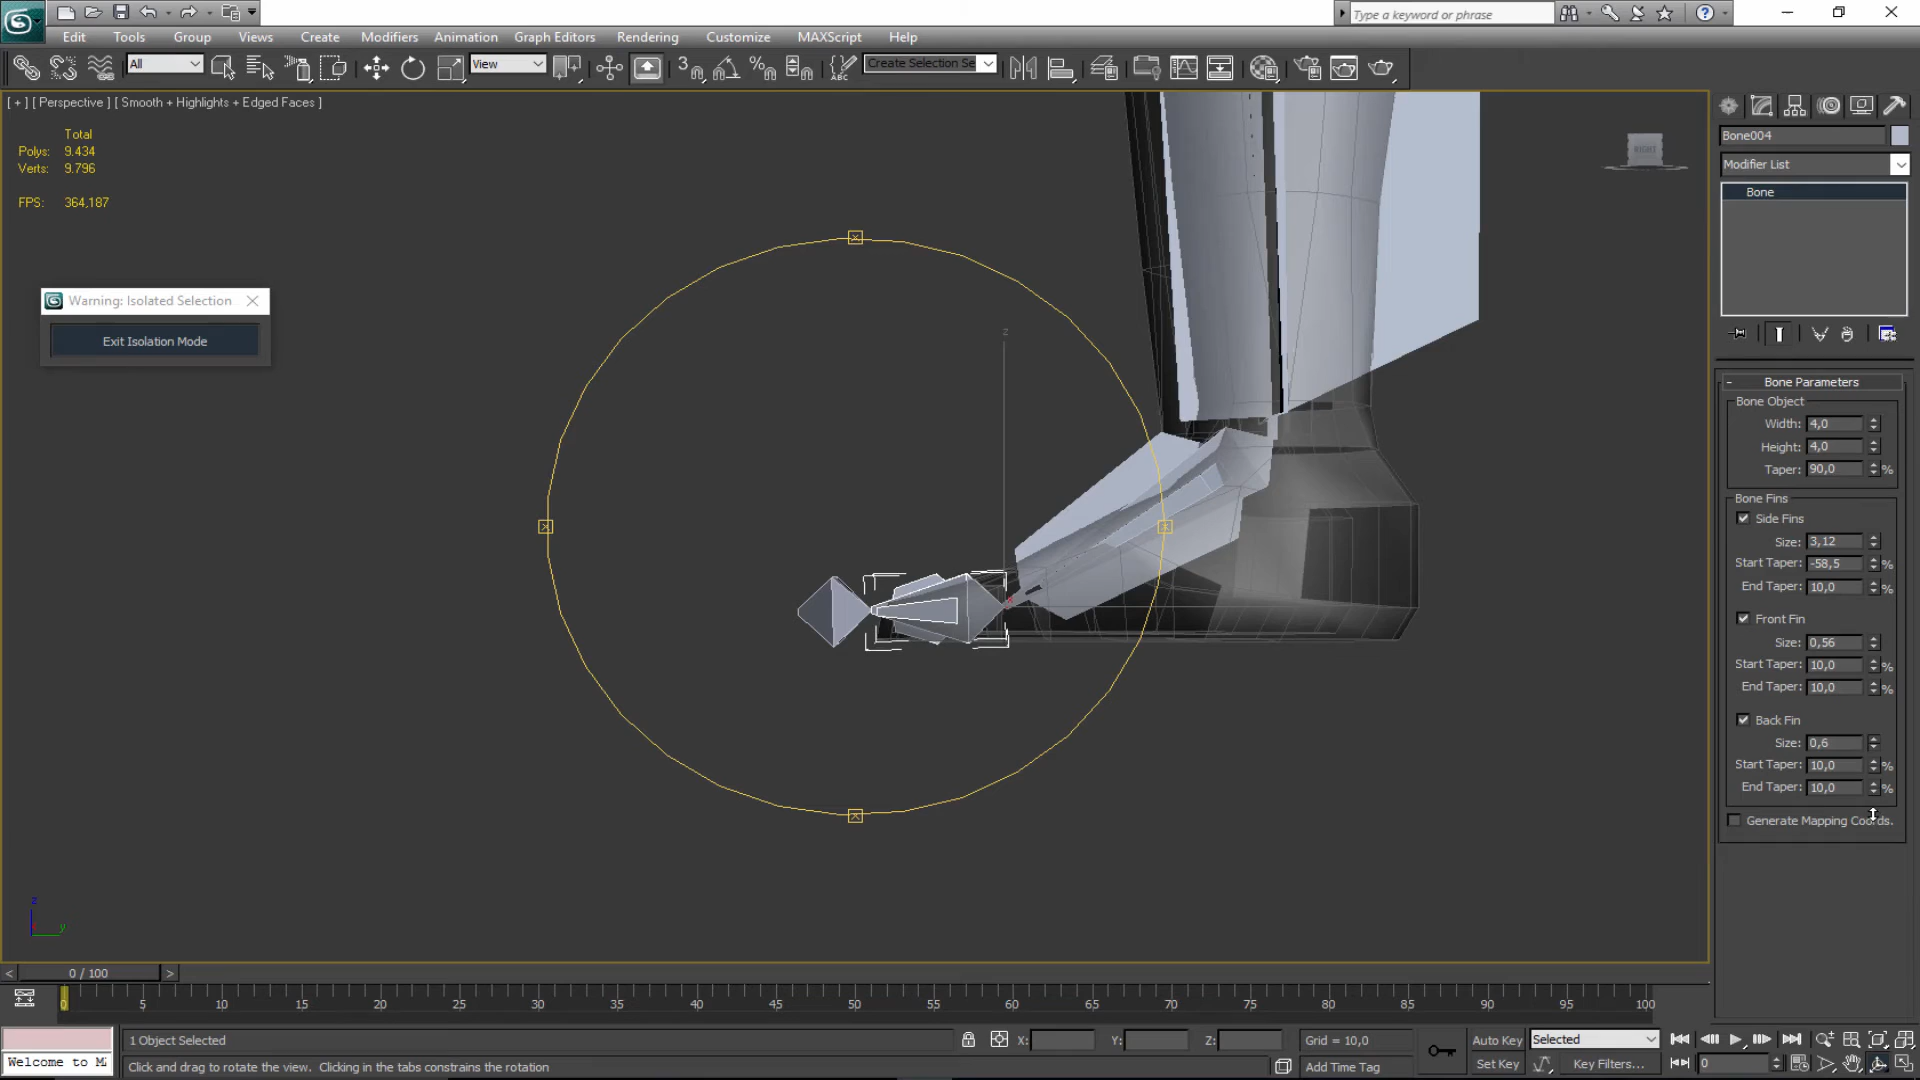 Type a keyword or phrase
Edit Tools Group Views Create Modifiers Animation Graph Editors Rendering Customize MAXScript Help
All View 3 ABC Create Selection Se
[ + ] [ Perspective ] [ Smooth + Highlights + Edged Faces ]
Total
Polys: 9.434
Verts: 9.796
FPS: 364,187
Warning: Isolated Selection
Exit Isolation Mode
z
RIGHT
Bone004
Modifier List
Bone
- Bone Parameters
Bone Object
Width: 4,0
Height: 4,0
Taper: 90,0 %
Bone Fins
Side Fins
Size: 3,12
Start Taper: -58,5 %
End Taper: 10,0 %
Front Fin
Size: 0,56
Start Taper: 10,0 %
End Taper: 10,0 %
Back Fin
Size: 0,6
Start Taper: 10,0 %
End Taper: 10,0 %
Generate Mapping Coords.
z
y
< 0 / 100 >
0 5 10 15 20 25 30 35 40 45 50 55 60 65 70 75 80 85 90 95 100
1 Object Selected X: Y: Z: Grid = 10,0 Auto Key Selected
Welcome to M Click and drag to rotate the view. Clicking in the tabs constrains the rotation Add Time Tag Set Key Key Filters... 0